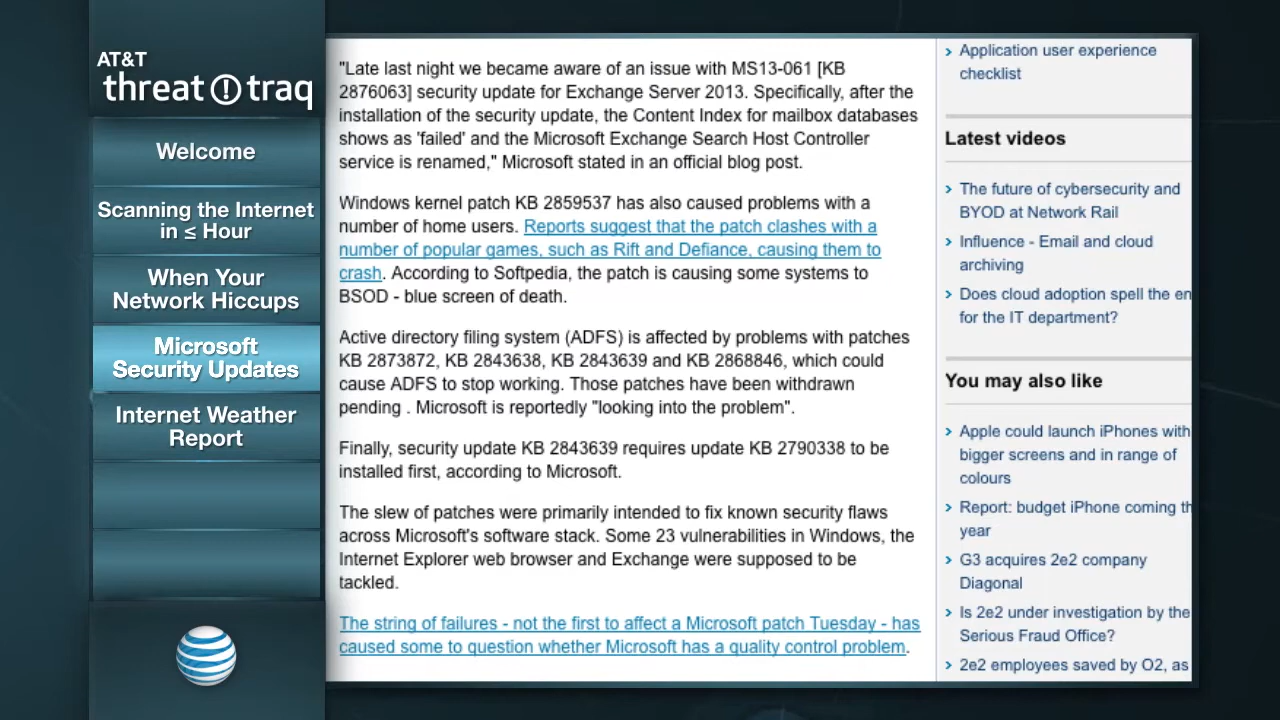 AT&T
threat traq
Welcome
Scanning the Internet
in ≤ Hour
When Your
Network Hiccups
Microsoft
Security Updates
Internet Weather
Report
"Late last night we became aware of an issue with MS13-061 [KB
2876063] security update for Exchange Server 2013. Specifically, after the
installation of the security update, the Content Index for mailbox databases
shows as 'failed' and the Microsoft Exchange Search Host Controller
service is renamed," Microsoft stated in an official blog post.
Windows kernel patch KB 2859537 has also caused problems with a
number of home users. Reports suggest that the patch clashes with a
number of popular games, such as Rift and Defiance, causing them to
crash. According to Softpedia, the patch is causing some systems to
BSOD - blue screen of death.
Active directory filing system (ADFS) is affected by problems with patches
KB 2873872, KB 2843638, KB 2843639 and KB 2868846, which could
cause ADFS to stop working. Those patches have been withdrawn
pending . Microsoft is reportedly "looking into the problem".
Finally, security update KB 2843639 requires update KB 2790338 to be
installed first, according to Microsoft.
The slew of patches were primarily intended to fix known security flaws
across Microsoft's software stack. Some 23 vulnerabilities in Windows, the
Internet Explorer web browser and Exchange were supposed to be
tackled.
The string of failures - not the first to affect a Microsoft patch Tuesday - has
caused some to question whether Microsoft has a quality control problem.
Application user experience
checklist
Latest videos
The future of cybersecurity and
BYOD at Network Rail
Influence - Email and cloud
archiving
Does cloud adoption spell the en
for the IT department?
You may also like
Apple could launch iPhones with
bigger screens and in range of
colours
Report: budget iPhone coming th
year
G3 acquires 2e2 company
Diagonal
Is 2e2 under investigation by the
Serious Fraud Office?
2e2 employees saved by O2, as